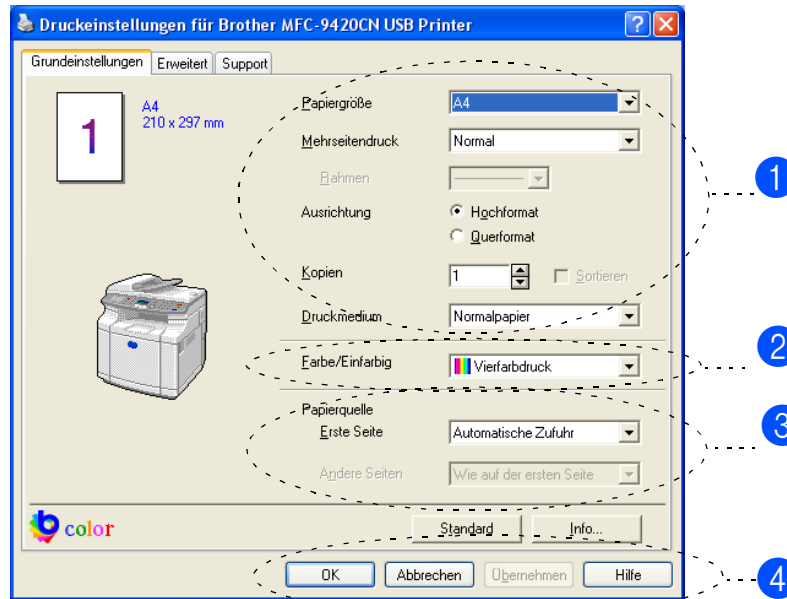 Druckeinstellungen für Brother MFC-9420CN USB Printer
Grundeinstellungen Erweitert Support
1
A4
210 x 297 mm
Papiergröße A4
Mehrseitendruck Normal
Rahmen
Ausrichtung Hochformat
Querformat
Kopien 1 Sortieren
Druckmedium Normalpapier
Farbe/Einfarbig Vierfarbdruck
Papierquelle
Erste Seite Automatische Zufuhr
Andere Seiten Wie auf der ersten Seite
color
Standard Info...
OK Abbrechen Übernehmen Hilfe
1
2
3
4